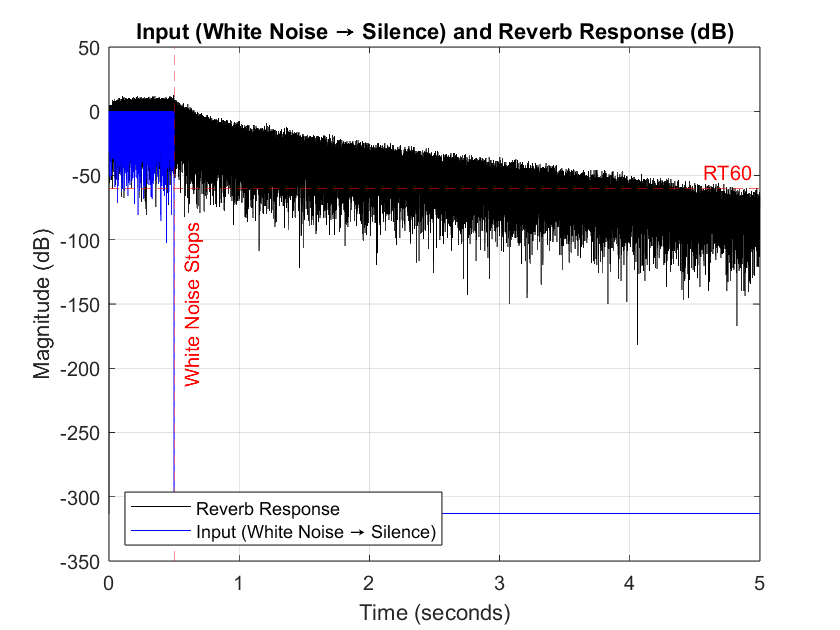 Input (White Noise → Silence) and Reverb Response (dB)
50
0
-50
-100
-150
-200
-250
-300
-350
Magnitude (dB)
RT60
White Noise Stops
Reverb Response
Input (White Noise → Silence)
0
1
2
3
4
5
Time (seconds)